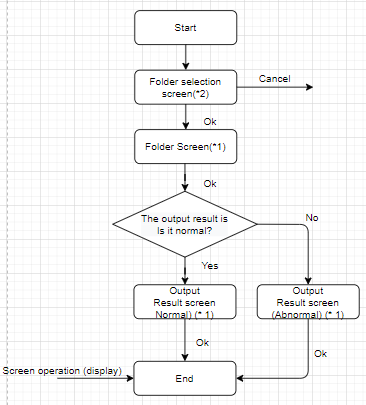 Start
Folder selection
screen(*2)
Cancel
Ok
Folder Screen(*1)
Ok
The output result is
Is it normal?
No
Yes
Output
Result screen
Normal) (* 1)
Output
Result screen
(Abnormal) (* 1)
Ok
Ok
Screen operation (display)
End